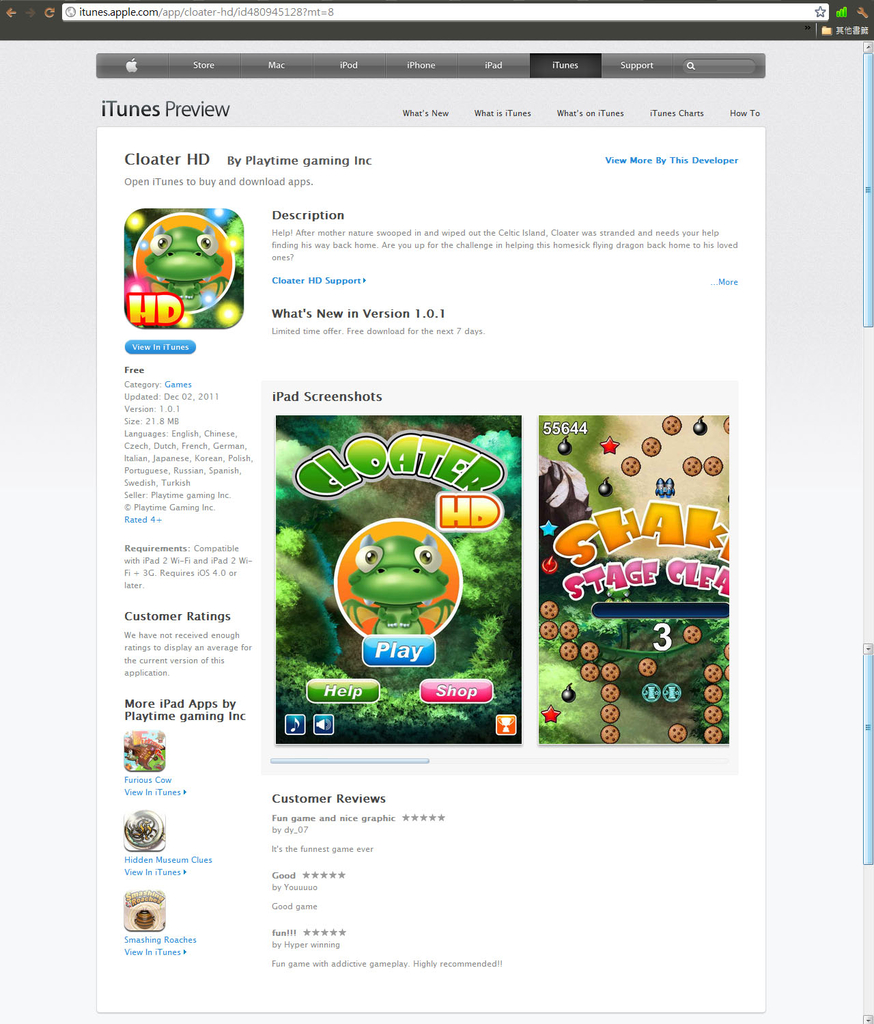 itunes.apple.com/app/cloater-hd/id480945128?mt=8
其他書籤
Store Mac iPod iPhone iPad iTunes Support
iTunes Preview
What's New What is iTunes What's on iTunes iTunes Charts How To
Cloater HD By Playtime gaming Inc
View More By This Developer
Open iTunes to buy and download apps.
HD
View In iTunes
Free
Category: Games
Updated: Dec 02, 2011
Version: 1.0.1
Size: 21.8 MB
Languages: English, Chinese,
Czech, Dutch, French, German,
Italian, Japanese, Korean, Polish,
Portuguese, Russian, Spanish,
Swedish, Turkish
Seller: Playtime gaming Inc.
© Playtime Gaming Inc.
Rated 4+
Requirements: Compatible
with iPad 2 Wi-Fi and iPad 2 Wi-
Fi + 3G. Requires iOS 4.0 or
later.
Customer Ratings
We have not received enough
ratings to display an average for
the current version of this
application.
More iPad Apps by
Playtime gaming Inc
Furious Cow
View In iTunes
Hidden Museum Clues
View In iTunes
Smashing
Roaches
Smashing Roaches
View In iTunes
Description
Help! After mother nature swooped in and wiped out the Celtic Island, Cloater was stranded and needs your help
finding his way back home. Are you up for the challenge in helping this homesick flying dragon back home to his loved
ones?
Cloater HD Support
...More
What's New in Version 1.0.1
Limited time offer. Free download for the next 7 days.
iPad Screenshots
CLOATER
HD
Play
Help Shop
55644
SHAK
STAGE CLEA
3
Customer Reviews
Fun game and nice graphic ★★★★★
by dy_07
It's the funnest game ever
Good ★★★★★
by Youuuuo
Good game
fun!!! ★★★★★
by Hyper winning
Fun game with addictive gameplay. Highly recommended!!